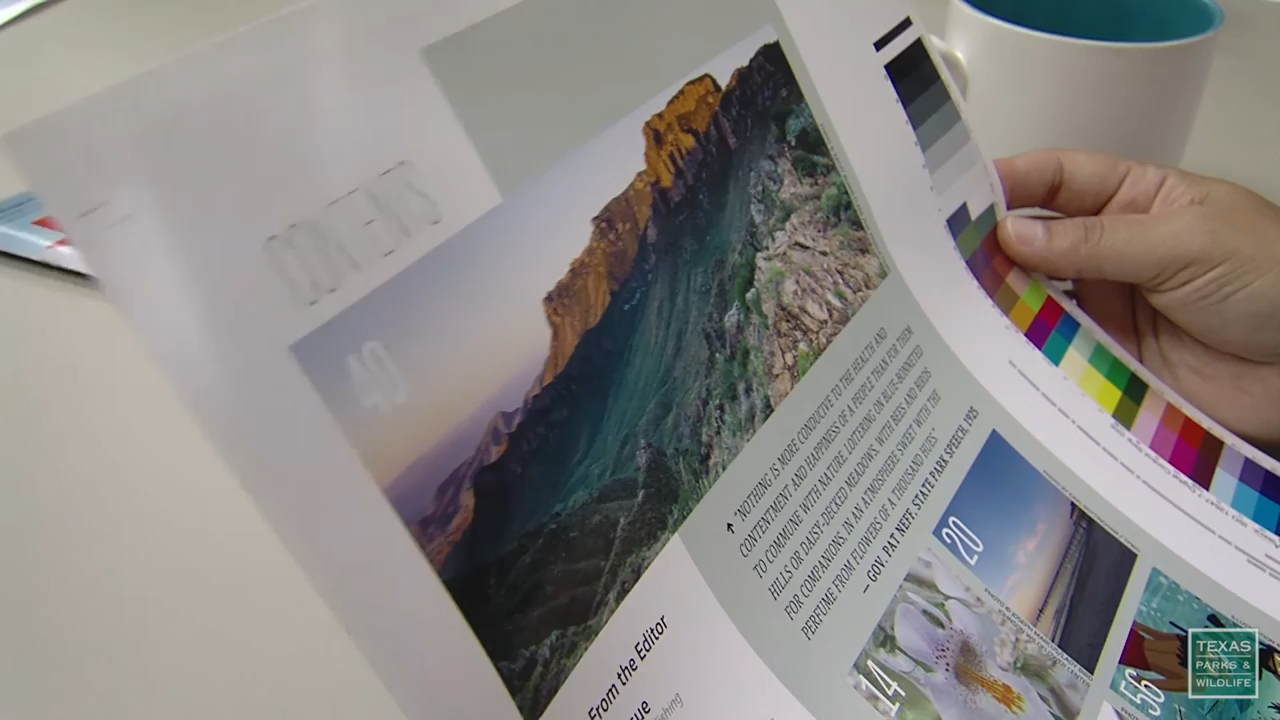 CONTENTS
40
"NOTHING IS MORE CONDUCIVE TO THE HEALTH AND
CONTENTMENT AND HAPPINESS OF A PEOPLE THAN FOR THEM
TO COMMUNE WITH NATURE, LOITERING ON BLUE-BONNETED
HILLS OR DAISY-DECKED MEADOWS, WITH BEES AND BIRDS
FOR COMPANIONS, IN AN ATMOSPHERE SWEET WITH THE
PERFUME FROM FLOWERS OF A THOUSAND HUES."
— GOV. PAT NEFF, STATE PARK SPEECH, 1925
From the Editor
20
14
56
TEXAS
PARKS &
WILDLIFE